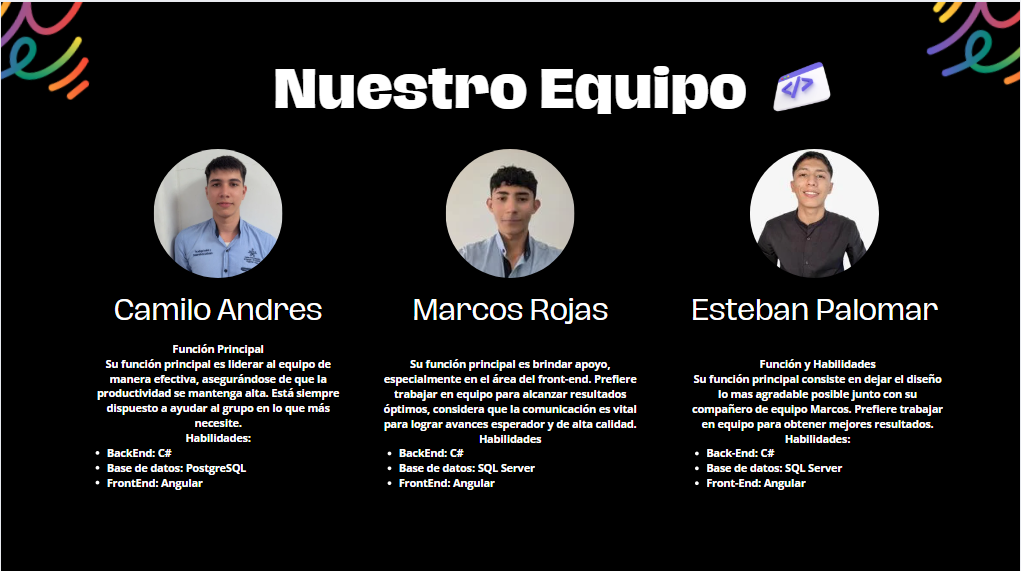 Nuestro Equipo
</>
Camilo Andres
Función Principal
Su función principal es liderar al equipo de
manera efectiva, asegurándose de que la
productividad se mantenga alta. Está siempre
dispuesto a ayudar al grupo en lo que más
necesite.
Habilidades:
• BackEnd: C#
• Base de datos: PostgreSQL
• FrontEnd: Angular
Marcos Rojas
Su función principal es brindar apoyo,
especialmente en el área del front-end. Prefiere
trabajar en equipo para alcanzar resultados
óptimos, considera que la comunicación es vital
para lograr avances esperador y de alta calidad.
Habilidades
• BackEnd: C#
• Base de datos: SQL Server
• FrontEnd: Angular
Esteban Palomar
Función y Habilidades
Su función principal consiste en dejar el diseño
lo mas agradable posible junto con su
compañero de equipo Marcos. Prefiere trabajar
en equipo para obtener mejores resultados.
Habilidades:
• Back-End: C#
• Base de datos: SQL Server
• Front-End: Angular